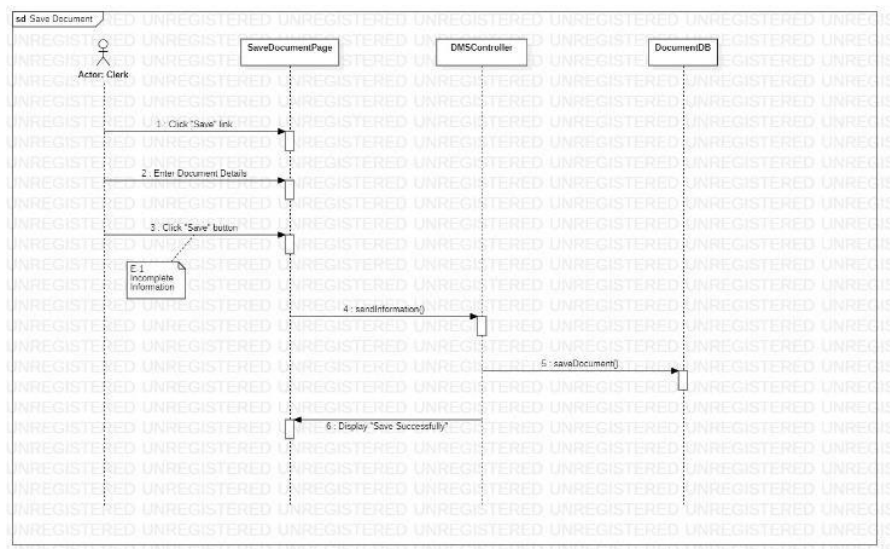 sd Save Document
SaveDocumentPage
DMSController
DocumentDB
Actor: Clerk
1 : Click "Save" link
2 : Enter Document Details
3 : Click "Save" button
E.1
Incomplete
Information
4 : sendInformation()
5 : saveDocument()
6 : Display "Save Successfully"
UNREGISTERED